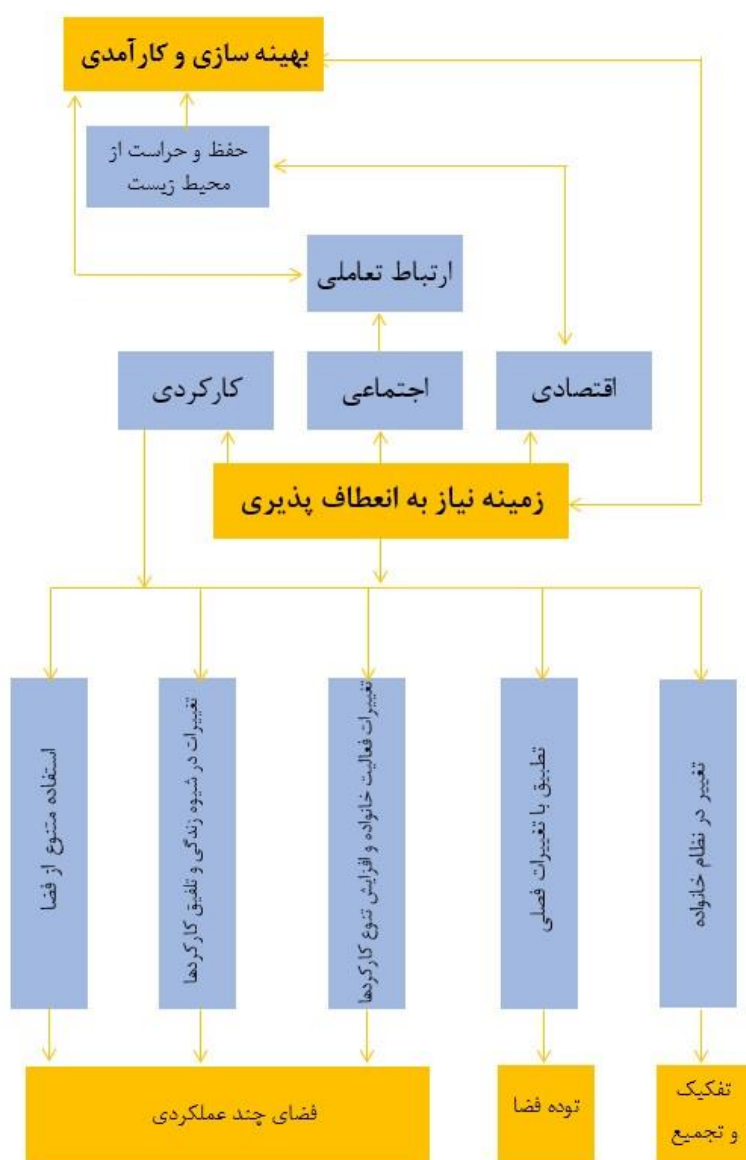 بهینه سازی و کارآمدی
حفظ و حراست از
محیط زیست
ارتباط تعاملی
اقتصادی
اجتماعی
کارکردی
زمینه نیاز به انعطاف پذیری
تغییر در نظام خانواده
تطبیق با تغییرات فصلی
تغییرات فعالیت خانواده و افزایش تنوع کارکردها
تغییرات در شیوه زندگی و تلفیق کارکردها
استفاده متنوع از فضا
تفکیک
و تجمیع
توده فضا
فضای چند عملکردی